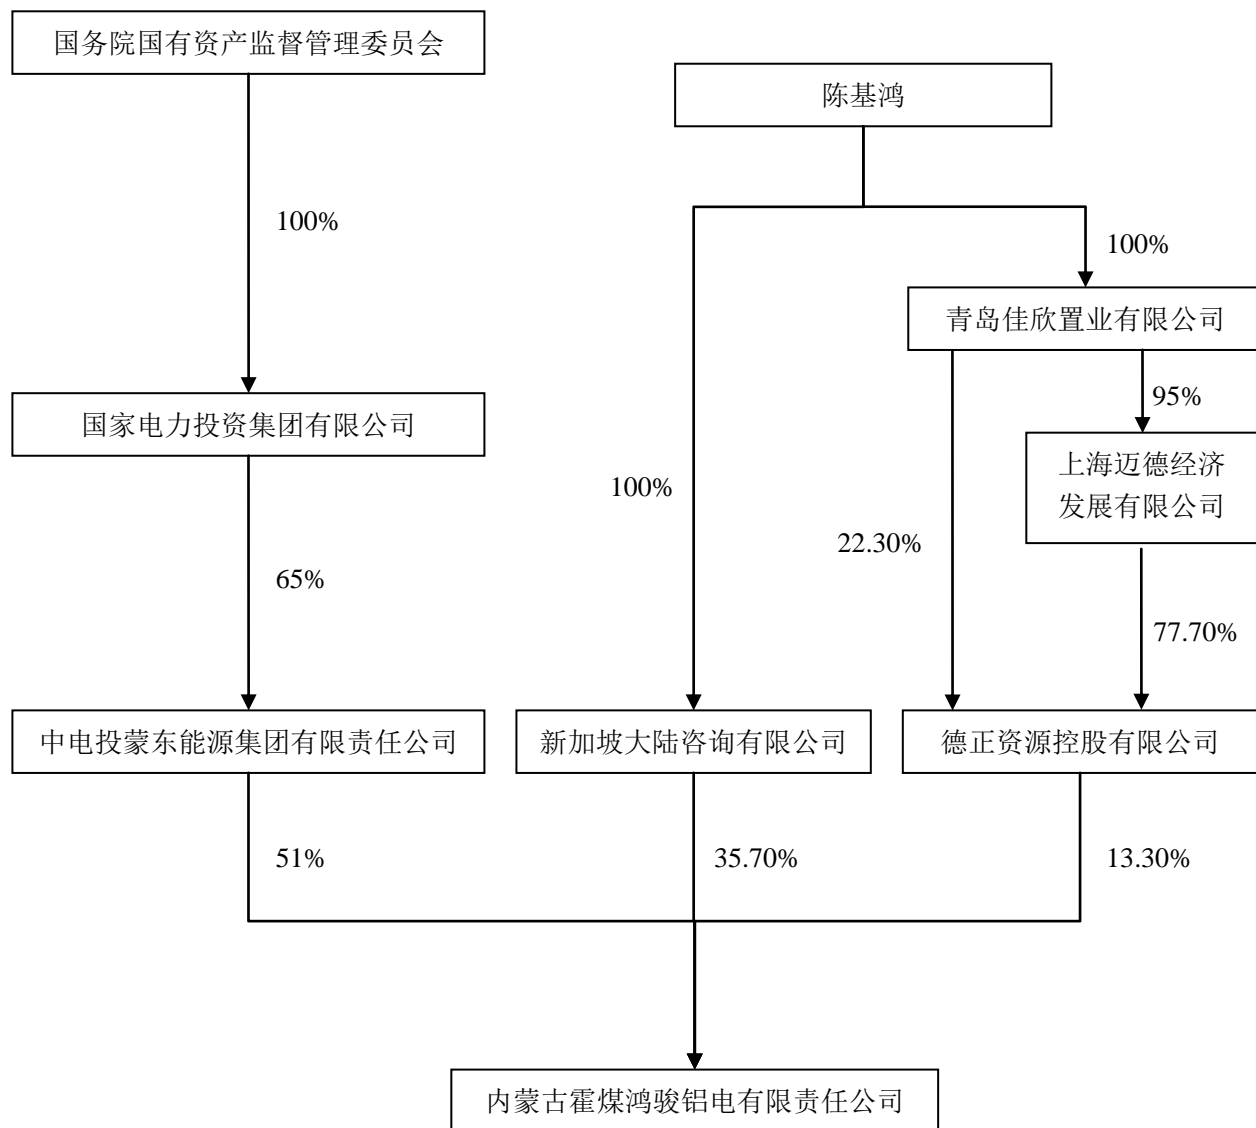 国务院国有资产监督管理委员会
陈基鸿
100%
100%
青岛佳欣置业有限公司
95%
国家电力投资集团有限公司
上海迈德经济
发展有限公司
100%
22.30%
65%
77.70%
中电投蒙东能源集团有限责任公司
新加坡大陆咨询有限公司
德正资源控股有限公司
51%
35.70%
13.30%
内蒙古霍煤鸿骏铝电有限责任公司